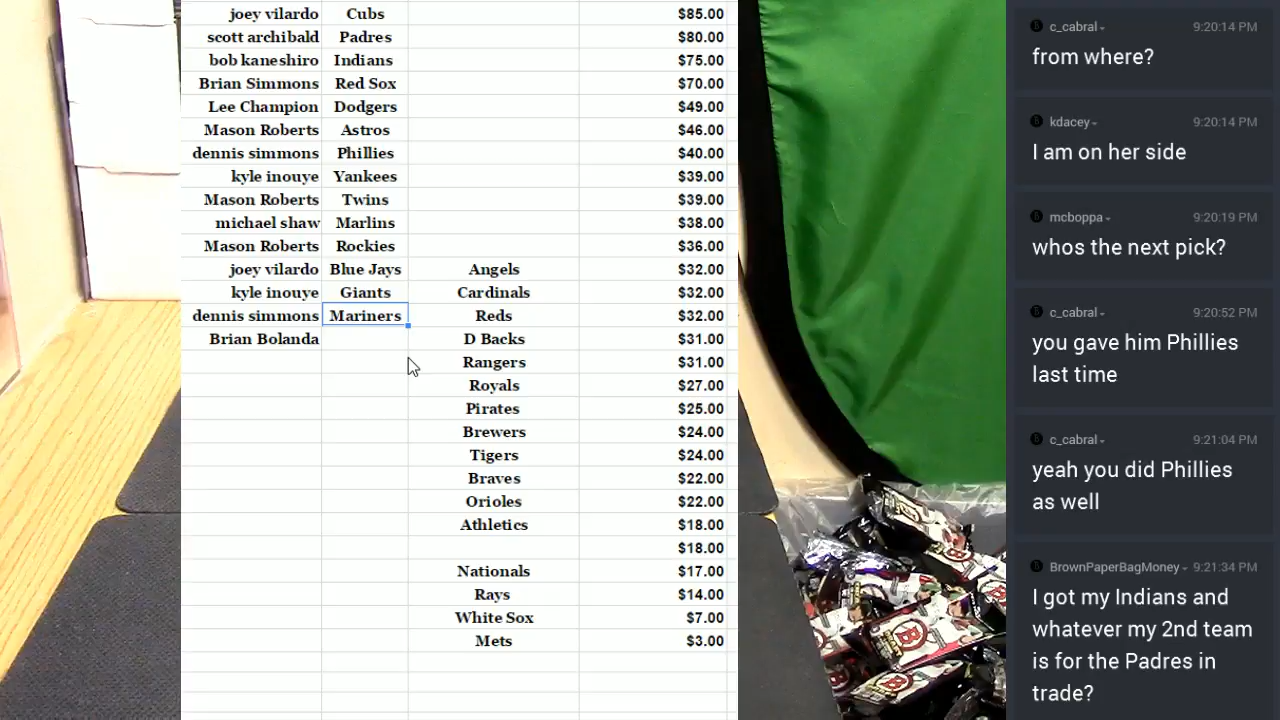 joey vilardo Cubs $85.00
scott archibald Padres $80.00
bob kaneshiro Indians $75.00
Brian Simmons Red Sox $70.00
Lee Champion Dodgers $49.00
Mason Roberts Astros $46.00
dennis simmons Phillies $40.00
kyle inouye Yankees $39.00
Mason Roberts Twins $39.00
michael shaw Marlins $38.00
Mason Roberts Rockies $36.00
joey vilardo Blue Jays Angels $32.00
kyle inouye Giants Cardinals $32.00
dennis simmons Mariners Reds $32.00
Brian Bolanda D Backs $31.00
Rangers $31.00
Royals $27.00
Pirates $25.00
Brewers $24.00
Tigers $24.00
Braves $22.00
Orioles $22.00
Athletics $18.00
$18.00
Nationals $17.00
Rays $14.00
White Sox $7.00
Mets $3.00
c_cabral 9:20:14 PM
from where?
kdacey 9:20:14 PM
I am on her side
mcboppa 9:20:19 PM
whos the next pick?
c_cabral 9:20:52 PM
you gave him Phillies
last time
c_cabral 9:21:04 PM
yeah you did Phillies
as well
BrownPaperBagMoney 9:21:34 PM
I got my Indians and
whatever my 2nd team
is for the Padres in
trade?